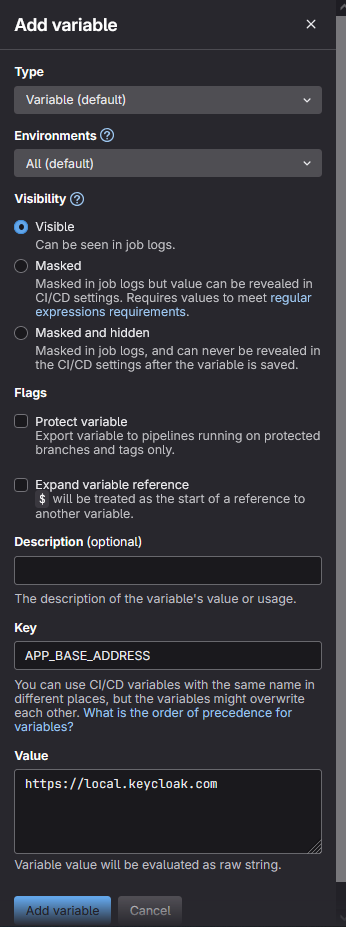 Add variable
Type
Variable (default)
Environments
All (default)
Visibility
Visible
Can be seen in job logs.
Masked
Masked in job logs but value can be revealed in
CI/CD settings. Requires values to meet regular
expressions requirements.
Masked and hidden
Masked in job logs, and can never be revealed in
the CI/CD settings after the variable is saved.
Flags
Protect variable
Export variable to pipelines running on protected
branches and tags only.
Expand variable reference
$ will be treated as the start of a reference to
another variable.
Description (optional)
The description of the variable's value or usage.
Key
APP_BASE_ADDRESS
You can use CI/CD variables with the same name in
different places, but the variables might overwrite
each other. What is the order of precedence for
variables?
Value
https://local.keycloak.com
Variable value will be evaluated as raw string.
Add variable Cancel